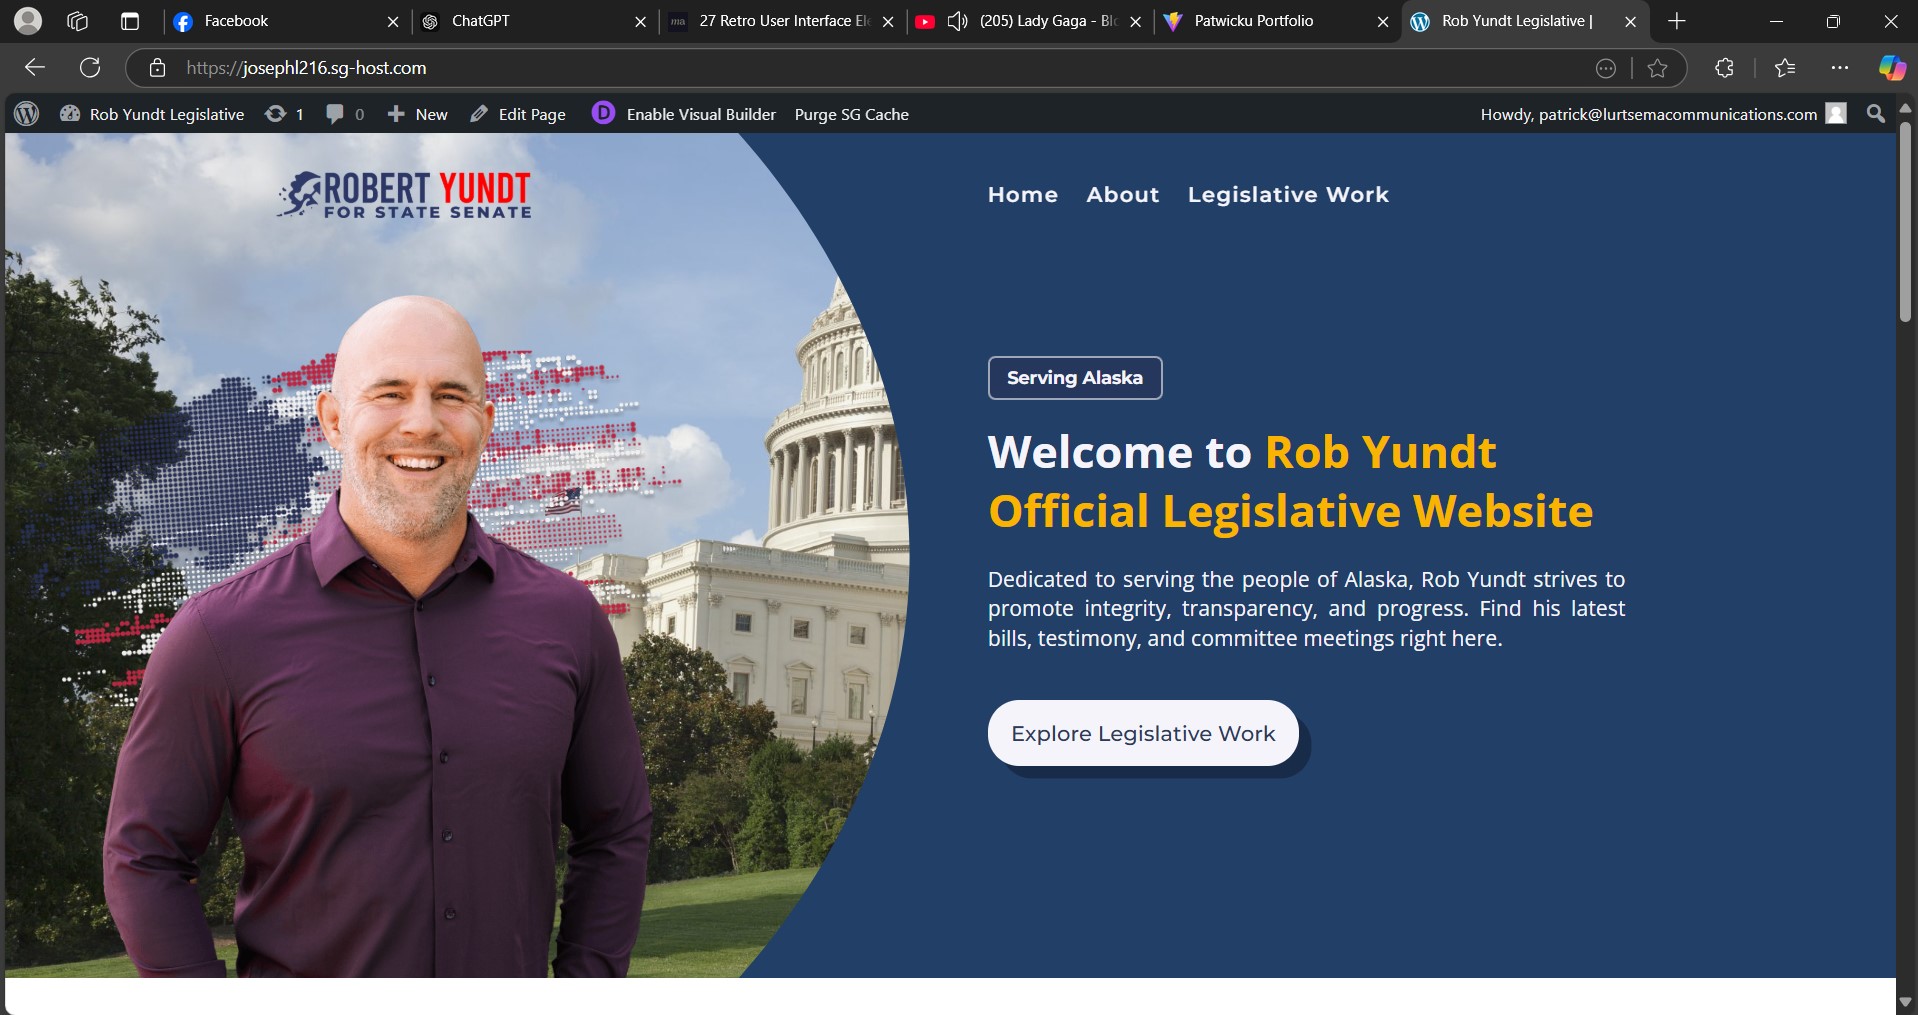 Facebook
ChatGPT
ma
27 Retro User Interface Ele
(205) Lady Gaga - Blo
Patwicku Portfolio
Rob Yundt Legislative |
https://josephl216.sg-host.com
Rob Yundt Legislative
1
0
New
Edit Page
D
Enable Visual Builder
Purge SG Cache
Howdy, patrick@lurtsemacommunications.com
ROBERT YUNDT
FOR STATE SENATE
Home
About
Legislative Work
Serving Alaska
Welcome to Rob Yundt
Official Legislative Website
Dedicated to serving the people of Alaska, Rob Yundt strives to
promote integrity, transparency, and progress. Find his latest
bills, testimony, and committee meetings right here.
Explore Legislative Work